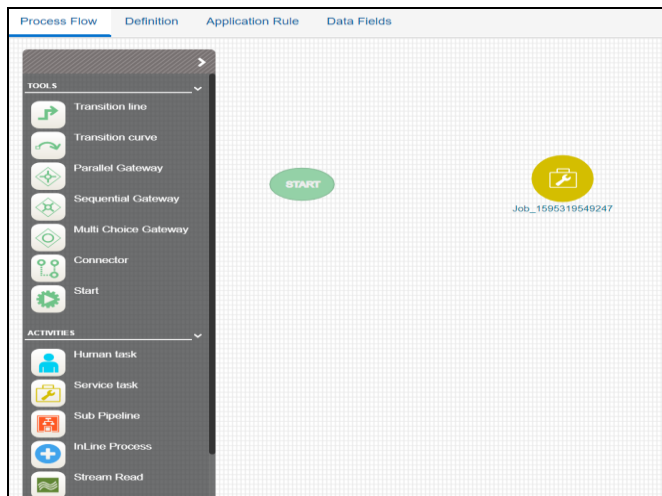 Process Flow Definition Application Rule Data Fields
TOOLS
Transition line
Transition curve
Parallel Gateway
Sequential Gateway
Multi Choice Gateway
Connector
Start
ACTIVITIES
Human task
Service task
Sub Pipeline
InLine Process
Stream Read
START
Job_1595319549247